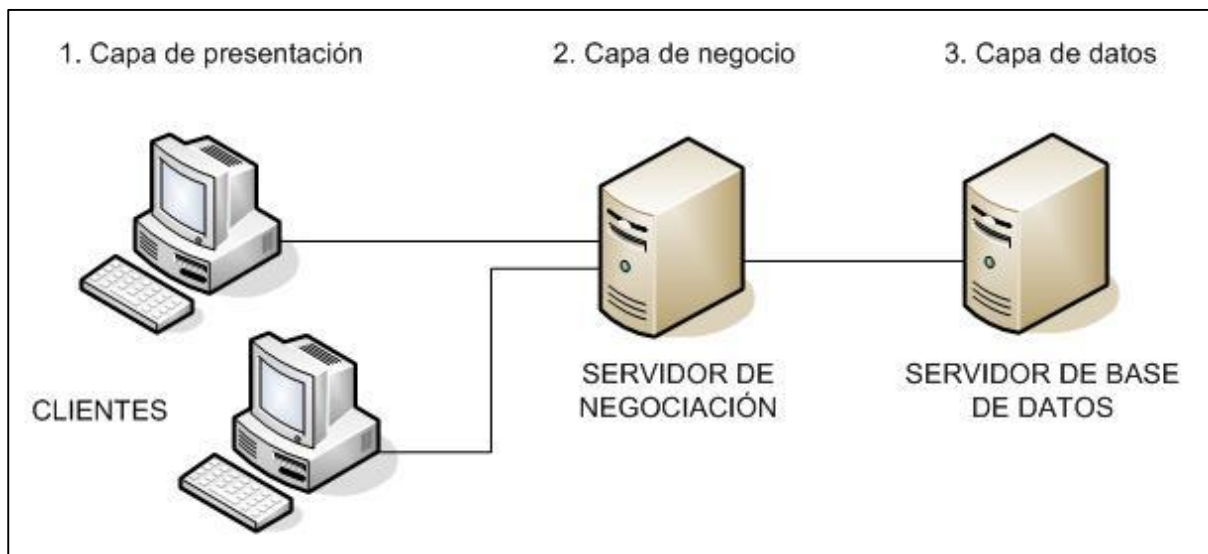 1. Capa de presentación
2. Capa de negocio
3. Capa de datos
CLIENTES
SERVIDOR DE
NEGOCIACIÓN
SERVIDOR DE BASE
DE DATOS